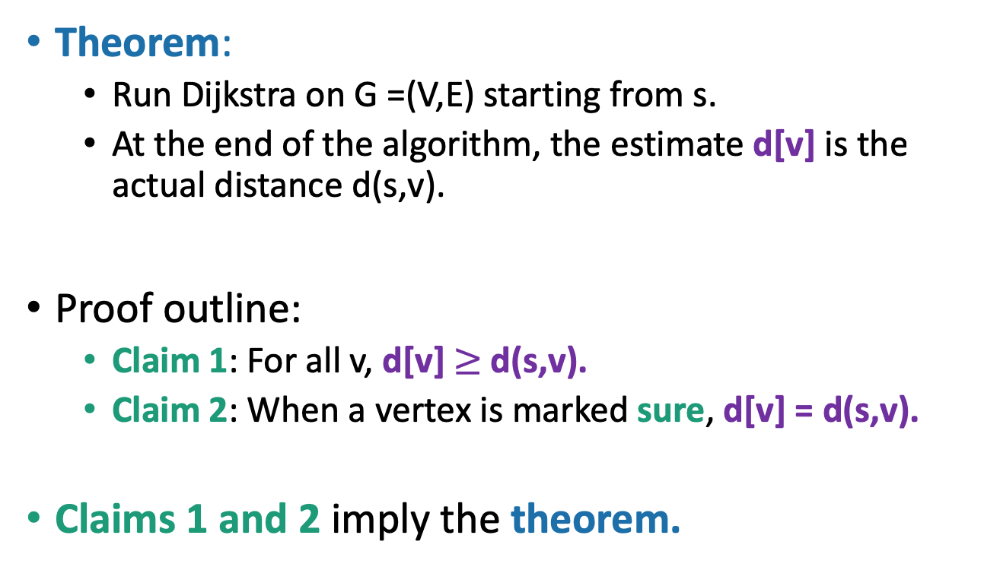 • Theorem:
• Run Dijkstra on G =(V,E) starting from s.
• At the end of the algorithm, the estimate d[v] is the
actual distance d(s,v).
• Proof outline:
• Claim 1: For all v, d[v] ≥ d(s,v).
• Claim 2: When a vertex is marked sure, d[v] = d(s,v).
• Claims 1 and 2 imply the theorem.